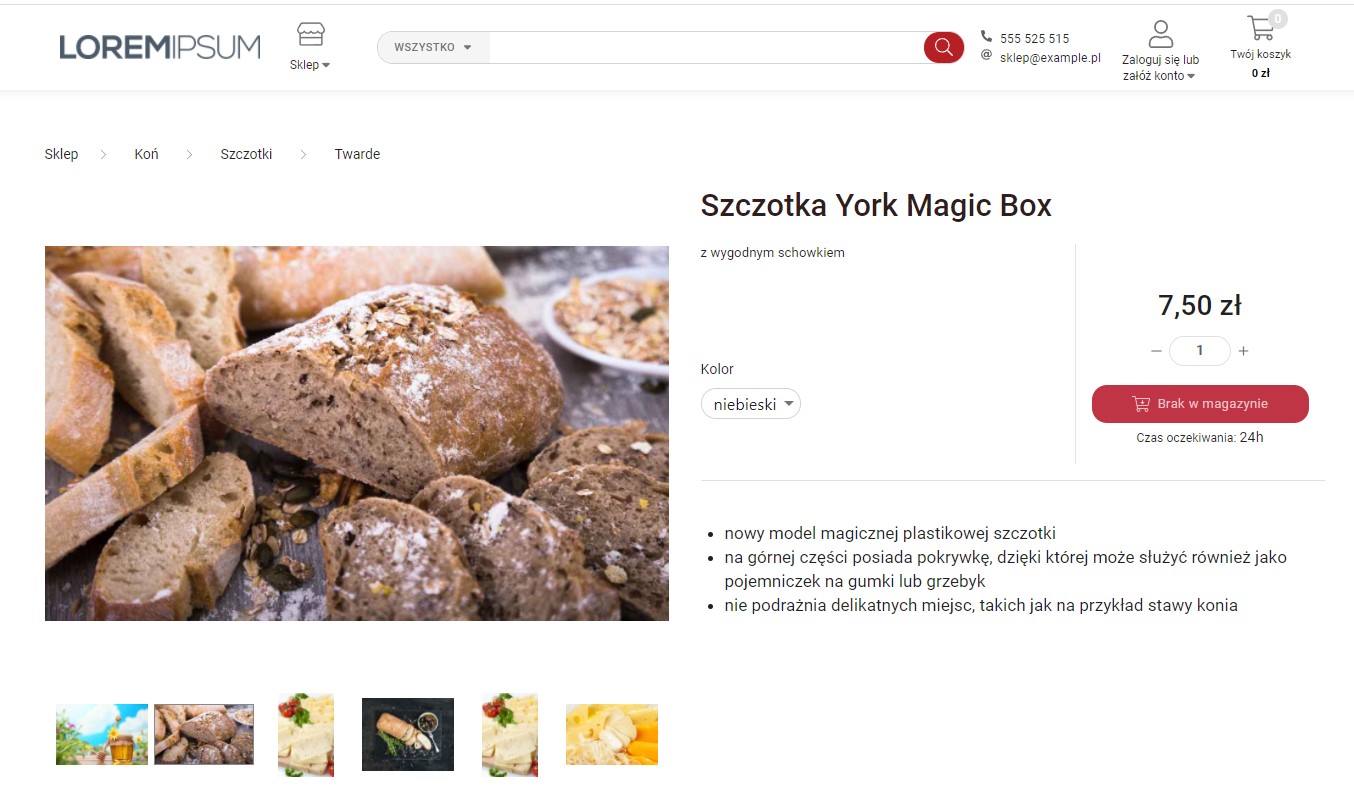 LOREMIPSUM
Sklep
WSZYSTKO
555 525 515
sklep@example.pl
Zaloguj się lub
załóż konto
0
Twój koszyk
0 zł
Sklep
Koń
Szczotki
Twarde
Szczotka York Magic Box
z wygodnym schowkiem
Kolor
niebieski
7,50 zł
− 1 +
Brak w magazynie
Czas oczekiwania: 24h
• nowy model magicznej plastikowej szczotki
• na górnej części posiada pokrywkę, dzięki której może służyć również jako
pojemniczek na gumki lub grzebyk
• nie podrażnia delikatnych miejsc, takich jak na przykład stawy konia